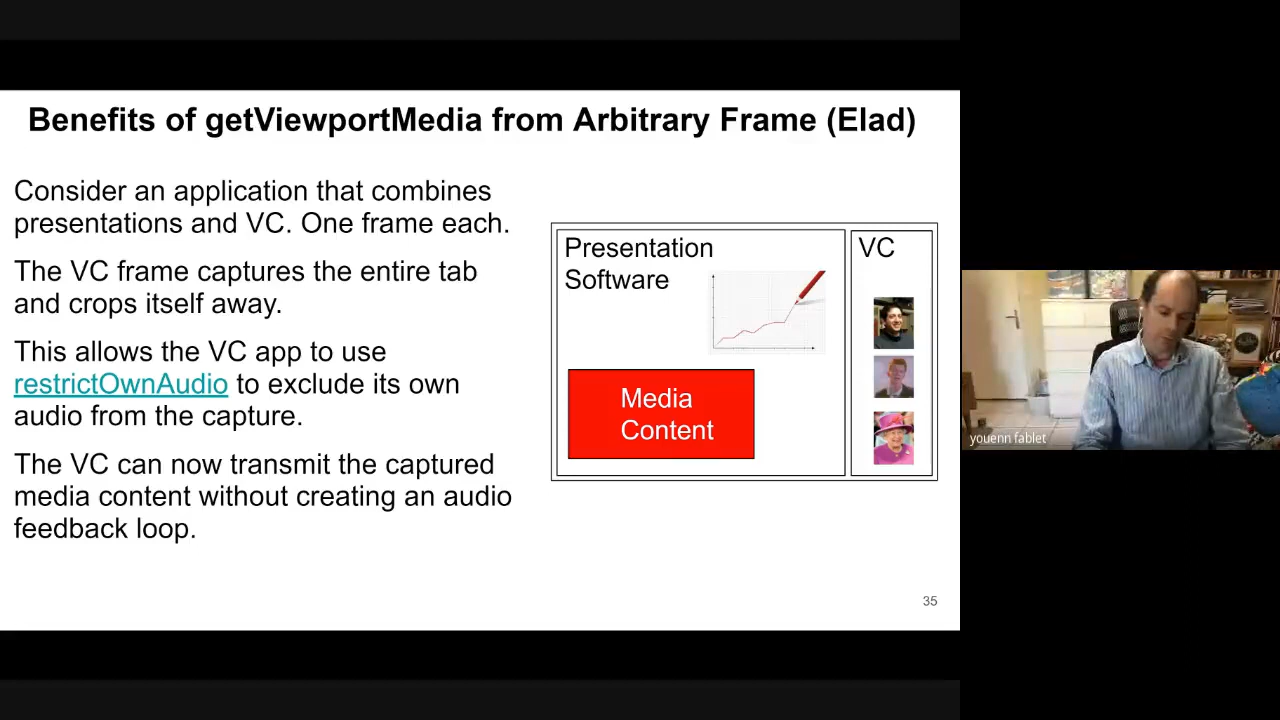 Benefits of getViewportMedia from Arbitrary Frame (Elad)
Consider an application that combines
presentations and VC. One frame each.
The VC frame captures the entire tab
and crops itself away.
This allows the VC app to use
restrictOwnAudio to exclude its own
audio from the capture.
The VC can now transmit the captured
media content without creating an audio
feedback loop.
Presentation
Software
Media
Content
VC
35
youenn fablet